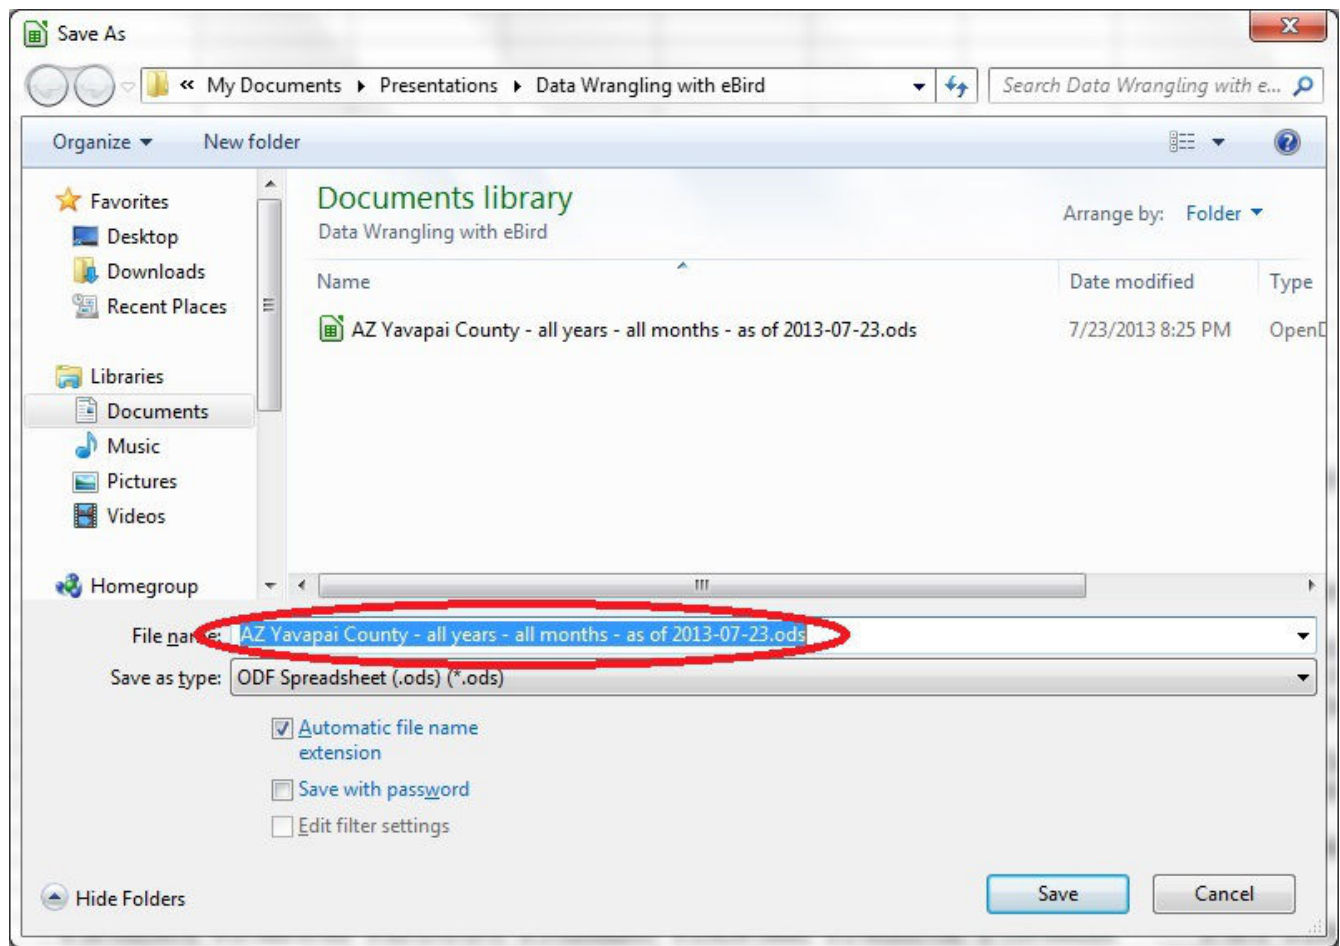 Save As
« My Documents Presentations Data Wrangling with eBird
Search Data Wrangling with e...
Organize New folder
Favorites
Desktop
Downloads
Recent Places
Libraries
Documents
Music
Pictures
Videos
Homegroup
Documents library
Data Wrangling with eBird
Arrange by: Folder
Name Date modified Type
AZ Yavapai County - all years - all months - as of 2013-07-23.ods 7/23/2013 8:25 PM OpenD
File name: AZ Yavapai County - all years - all months - as of 2013-07-23.ods
Save as type: ODF Spreadsheet (.ods) (*.ods)
Automatic file name
extension
Save with password
Edit filter settings
Hide Folders
Save
Cancel